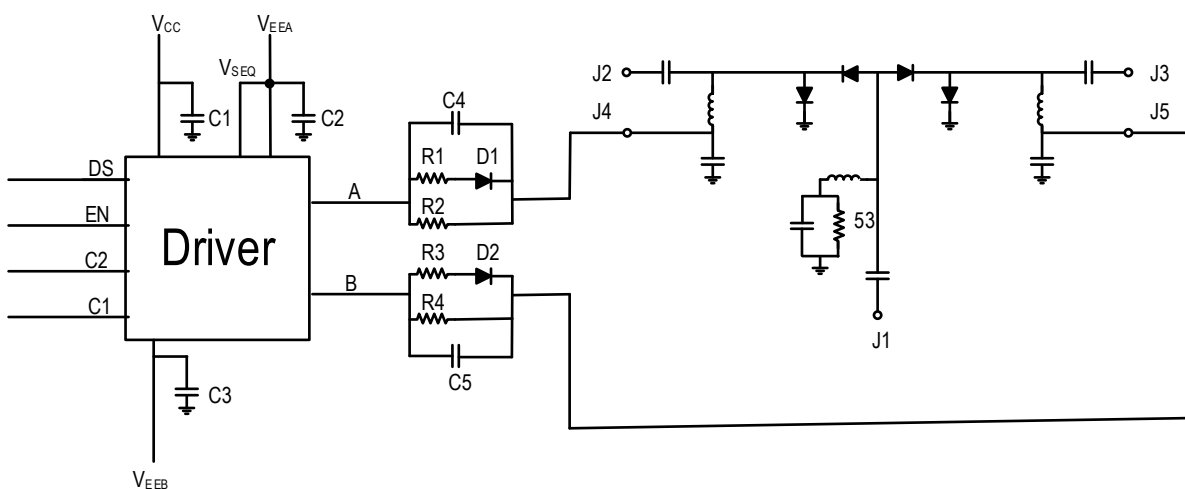 VCC
VEEA
VSEQ
C1
C2
C4
J2
J3
J4
J5
DS
R1
D1
EN
A
R2
53
Driver
C2
R3
D2
B
C1
R4
J1
C5
C3
VEEB